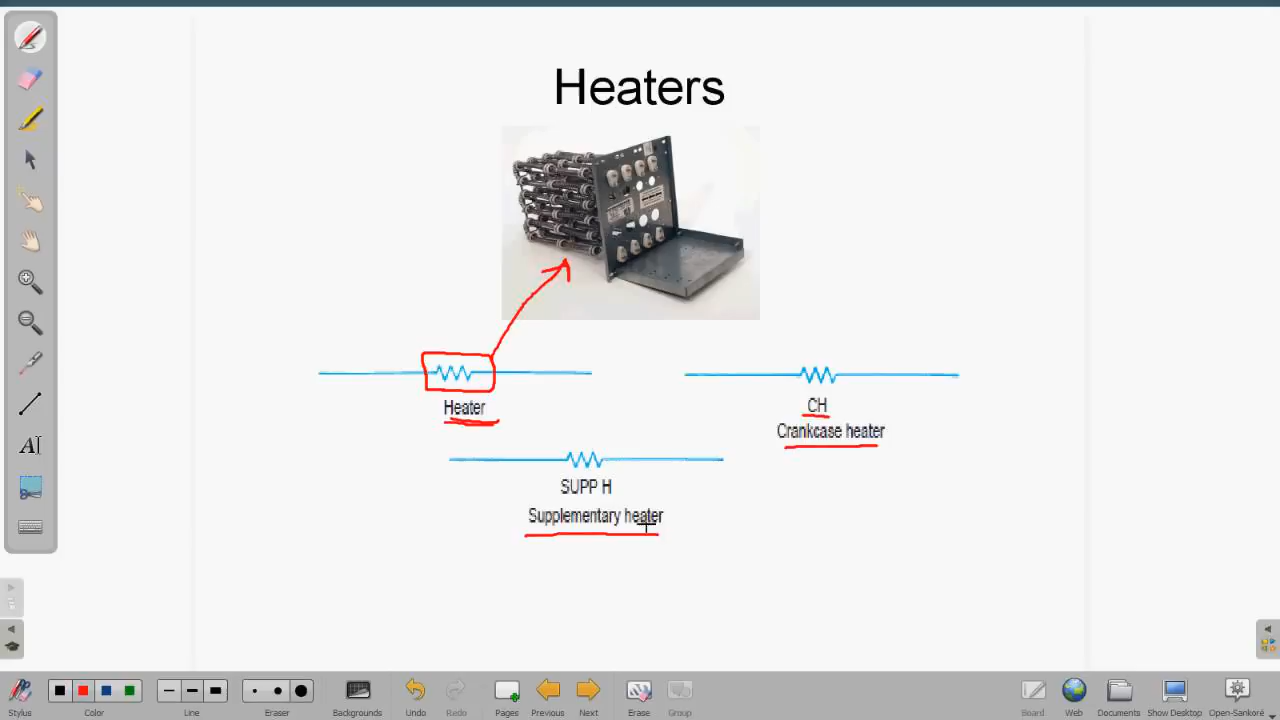 Heaters
Heater
CH
Crankcase heater
SUPP H
Supplementary heater
A
Stylus
Color
Line
Eraser
Backgrounds
Undo
Redo
Pages
Previous
Next
Erase
Group
Board
Web
Documents
Show Desktop
Open-Sankoré